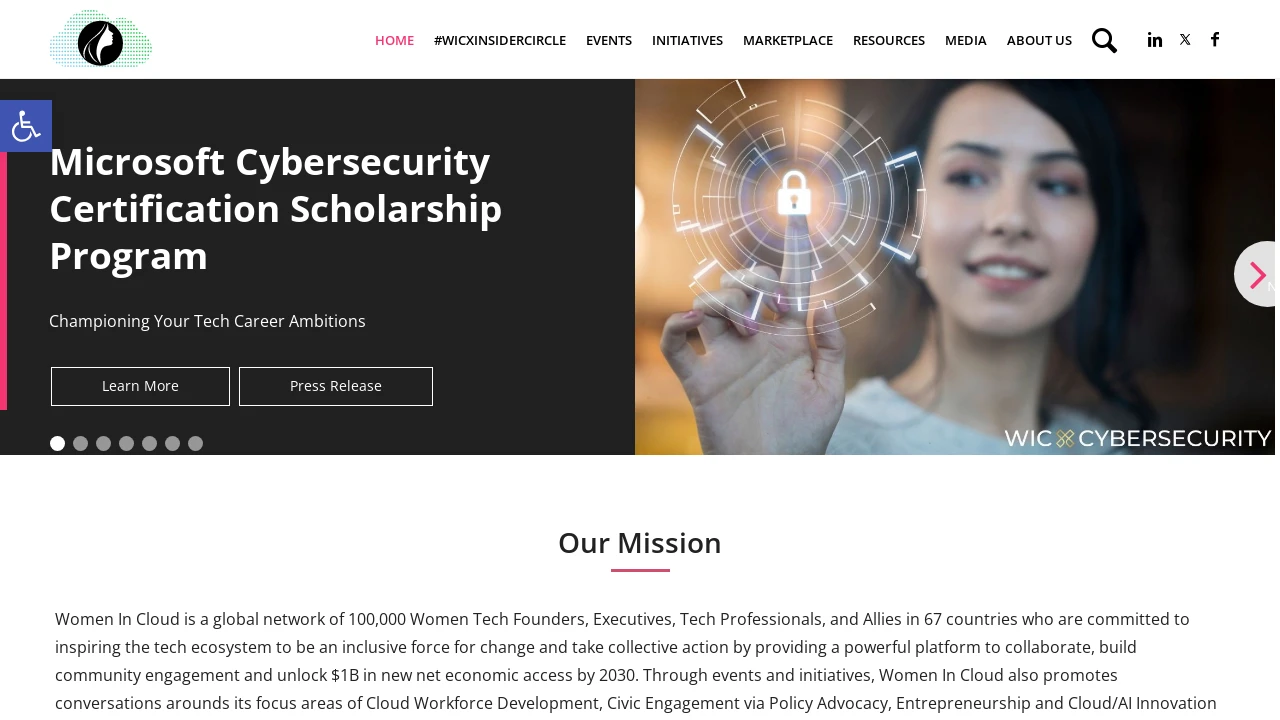 HOME #WICXINSIDERCIRCLE EVENTS INITIATIVES MARKETPLACE RESOURCES MEDIA ABOUT US
Microsoft Cybersecurity
Certification Scholarship
Program
Championing Your Tech Career Ambitions
Learn More Press Release
WIC CYBERSECURITY
Our Mission
Women In Cloud is a global network of 100,000 Women Tech Founders, Executives, Tech Professionals, and Allies in 67 countries who are committed to
inspiring the tech ecosystem to be an inclusive force for change and take collective action by providing a powerful platform to collaborate, build
community engagement and unlock $1B in new net economic access by 2030. Through events and initiatives, Women In Cloud also promotes
conversations arounds its focus areas of Cloud Workforce Development, Civic Engagement via Policy Advocacy, Entrepreneurship and Cloud/AI Innovation